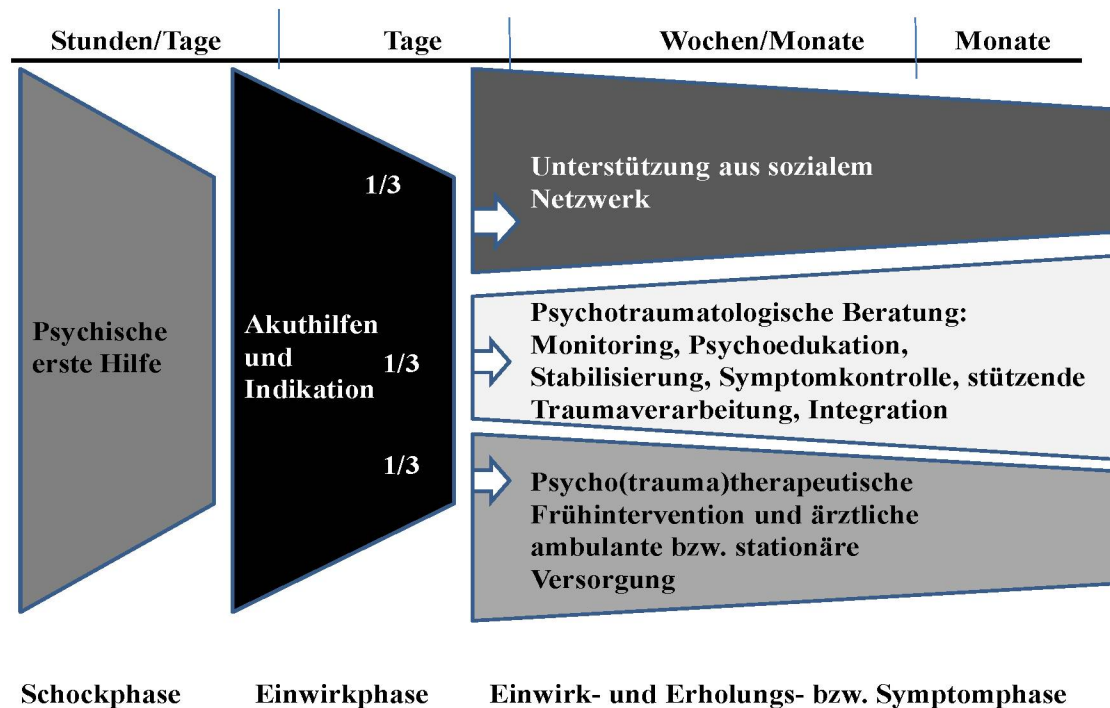 Stunden/Tage
Tage
Wochen/Monate
Monate
Psychische
erste Hilfe
Akuthilfen
und
Indikation
1/3
1/3
1/3
Unterstützung aus sozialem
Netzwerk
Psychotraumatologische Beratung:
Monitoring, Psychoedukation,
Stabilisierung, Symptomkontrolle, stützende
Traumaverarbeitung, Integration
Psycho(trauma)therapeutische
Frühintervention und ärztliche
ambulante bzw. stationäre
Versorgung
Schockphase
Einwirkphase
Einwirk- und Erholungs- bzw. Symptomphase